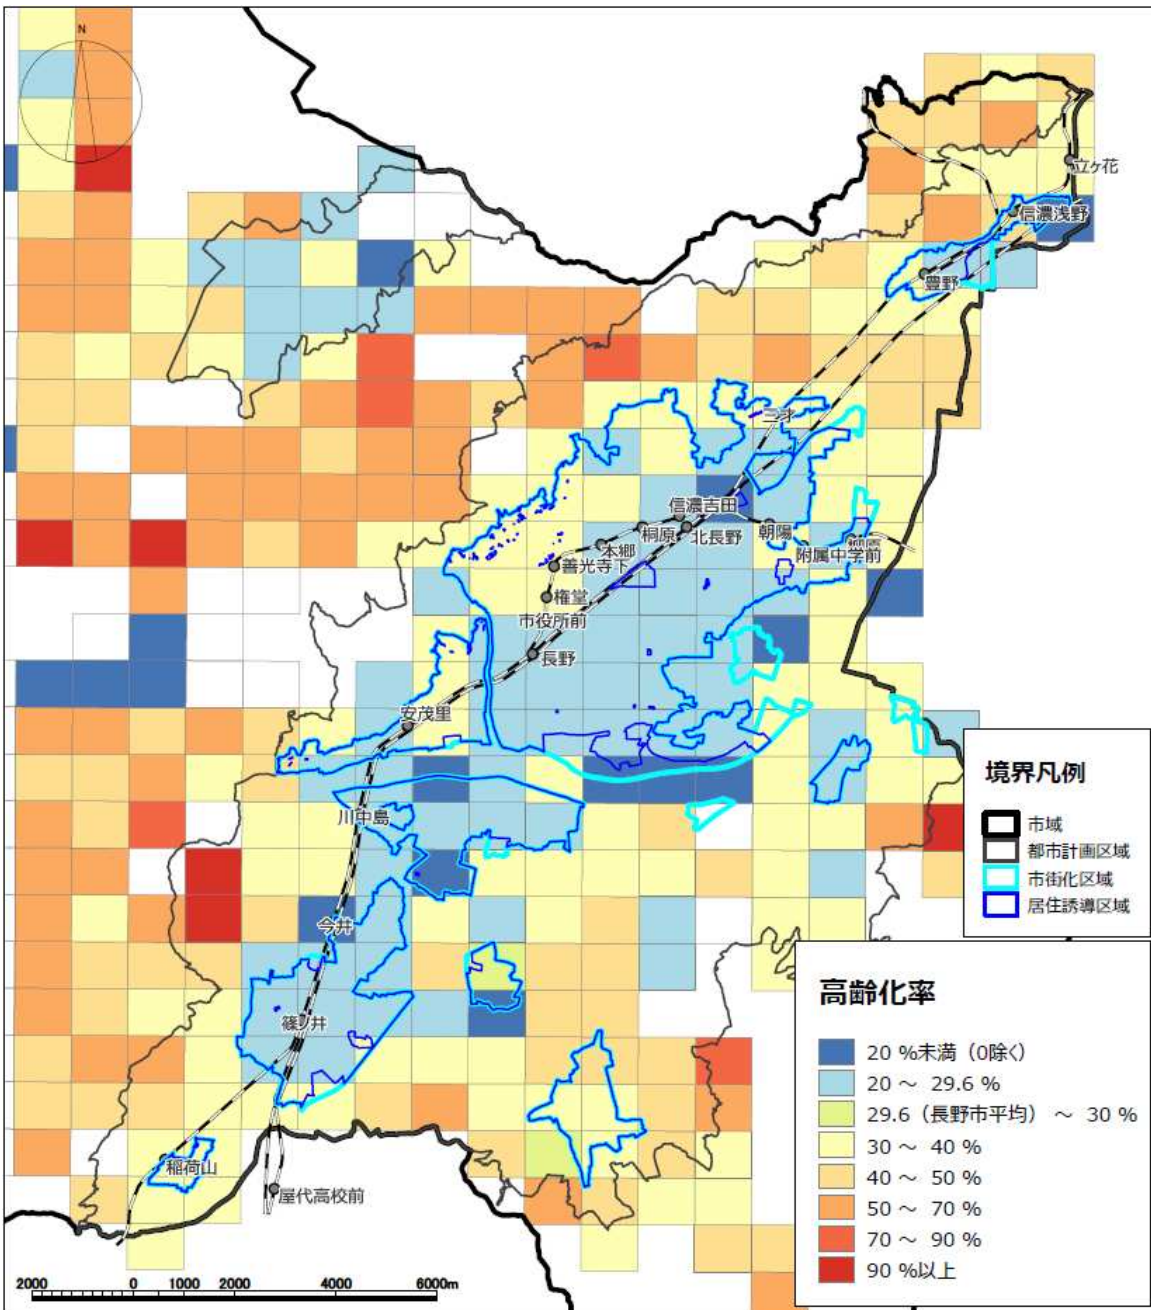 N
立ヶ花
信濃浅野
豊野
三才
信濃吉田
桐原
北長野
朝陽
本郷
附属中学前
柳原
善光寺下
権堂
市役所前
長野
安茂里
川中島
今井
篠ノ井
稲荷山
屋代高校前
境界凡例
市域
都市計画区域
市街化区域
居住誘導区域
高齢化率
20 %未満（0除く）
20 ～ 29.6 %
29.6（長野市平均） ～ 30 %
30 ～ 40 %
40 ～ 50 %
50 ～ 70 %
70 ～ 90 %
90 %以上
2000 0 1000 2000 4000 6000m